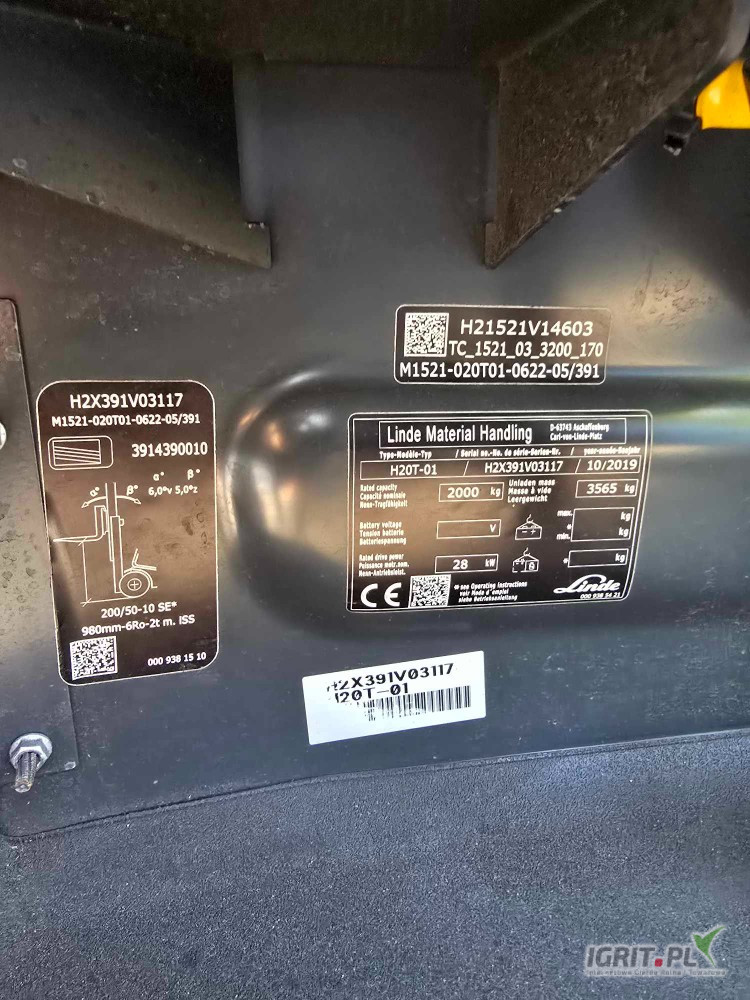 H21521V14603
TC_1521_03_3200_170
M1521-020T01-0622-05/391
H2X391V03117
M1521-020T01-0622-05/391
3914390010
α° β° α° β°
6,0°v 5,0°z
200/50-10 SE*
980mm-6Ro-2t m. ISS
000 938 15 10
Linde Material Handling
D-63743 Aschaffenburg
Carl-von-Linde-Platz
Type-Modèle-Typ / Serial no.-No. de série-Serien-Nr. / year-année-Baujahr
H20T-01 / H2X391V03117 / 10/2019
Rated capacity
Capacité nominale
Nenn-Tragfähigkeit
2000 kg
Unladen mass
Masse à vide
Leergewicht
3565 kg
Battery voltage
Tension batterie
Batteriespannung
V
max. kg
*
min. kg
Rated drive power
Puissance motr.nom.
Nenn-Antriebsleist.
28 kW
* kg
CE
* see Operating instructions
voir Mode d'emploi
siehe Betriebsanleitung
Linde
000 938 54 21
H2X391V03117
H20T-01
IGRIT.PL